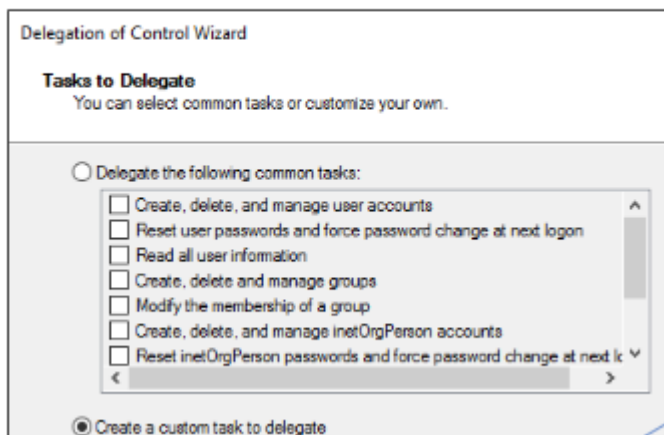 Delegation of Control Wizard
Tasks to Delegate
You can select common tasks or customize your own.
Delegate the following common tasks:
Create, delete, and manage user accounts
Reset user passwords and force password change at next logon
Read all user information
Create, delete and manage groups
Modify the membership of a group
Create, delete, and manage inetOrgPerson accounts
Reset inetOrgPerson passwords and force password change at next
Create a custom task to delegate